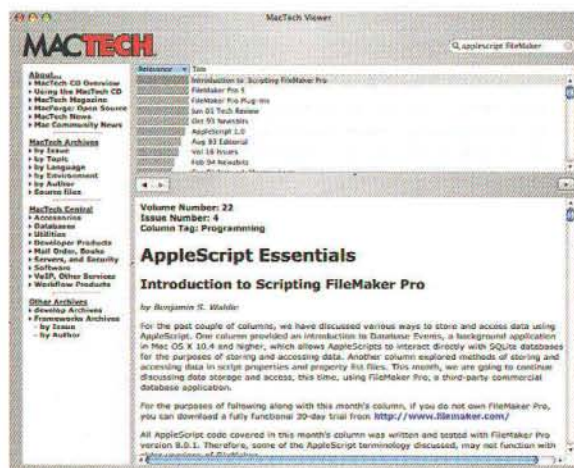 MacTech Viewer
MACTECH
applescript FileMaker
About...
MacTech CD Overview
Using the MacTech CD
MacTech Magazine
MacForge: Open Source
MacTech News
Mac Community News
MacTech Archives
by Issue
by Topic
by Language
by Environment
by Author
Source files
MacTech Central
Accessories
Databases
Utilities
Developer Products
Mail Order, Books
Servers, and Security
Software
VoIP, Other Services
Workflow Products
Other Archives
develop Archives
Frameworks Archives
- by Issue
- by Author
Relevance Title
Introduction to Scripting FileMaker Pro
FileMaker Pro 5
FileMaker Pro Plug-ins
Jun 01 Tech Review
Oct 93 Newsbits
AppleScript 1.0
Aug 93 Editorial
Vol 16 Issues
Feb 94 Newsbits
Volume Number: 22
Issue Number: 4
Column Tag: Programming
AppleScript Essentials
Introduction to Scripting FileMaker Pro
by Benjamin S. Waldie
For the past couple of columns, we have discussed various ways to store and access data using
AppleScript. One column provided an introduction to Database Events, a background application
in Mac OS X 10.4 and higher, which allows AppleScripts to interact directly with SQLite databases
for the purposes of storing and accessing data. Another column explored methods of storing and
accessing data in script properties and property list files. This month, we are going to continue
discussing data storage and access, this time, using FileMaker Pro, a third-party commercial
database application.
For the purposes of following along with this month's column, if you do not own FileMaker Pro,
you can download a fully functional 30-day trial from http://www.filemaker.com/
All AppleScript code covered in this month's column was written and tested with FileMaker Pro
version 8.0.1. Therefore, some of the AppleScript terminology discussed, may not function with